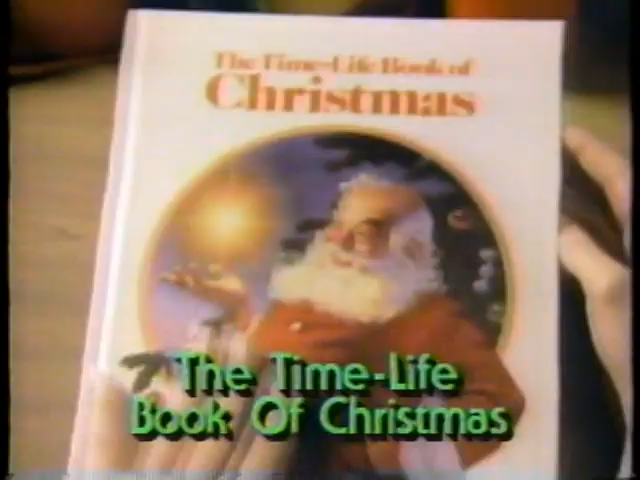 The Time-Life Book of
Christmas
The Time-Life
Book Of Christmas